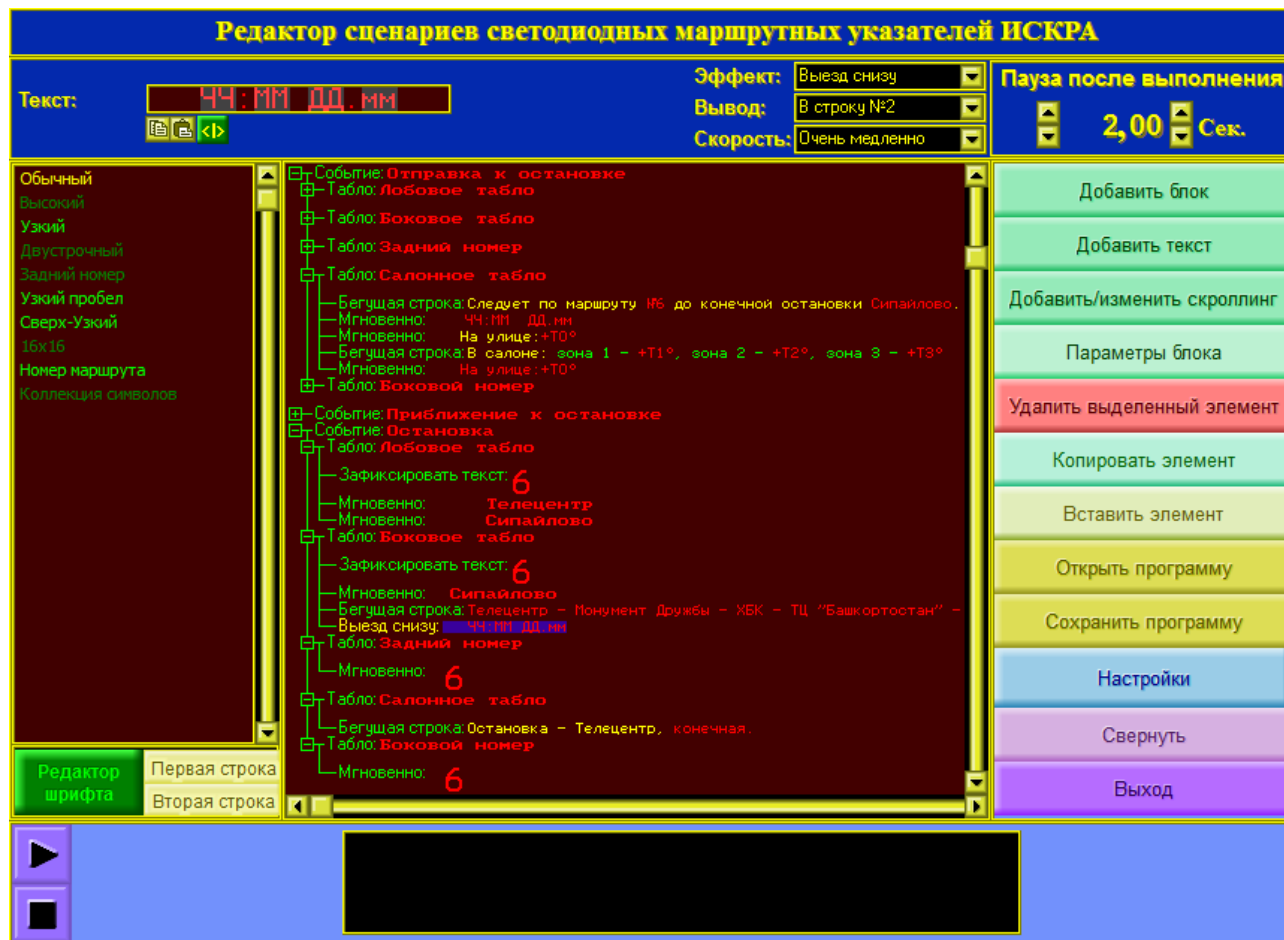 Редактор сценариев светодиодных маршрутных указателей ИСКРА
Текст:
ЧЧ:ММ ДД.мм
Эффект: Выезд снизу
Вывод: В строку №2
Скорость: Очень медленно
Пауза после выполнения
2,00 Сек.
Обычный
Высокий
Узкий
Двустрочный
Задний номер
Узкий пробел
Сверх-Узкий
16x16
Номер маршрута
Коллекция символов
Редактор шрифта
Первая строка
Вторая строка
Событие: Отправка к остановке
Табло: Лобовое табло
Табло: Боковое табло
Табло: Задний номер
Табло: Салонное табло
Бегущая строка: Следует по маршруту №6 до конечной остановки Сипайлово.
Мгновенно: ЧЧ:ММ ДД.мм
Мгновенно: На улице:+Т0°
Бегущая строка: В салоне: зона 1 - +Т1°, зона 2 - +Т2°, зона 3 - +Т3°
Мгновенно: На улице:+Т0°
Табло: Боковой номер
Событие: Приближение к остановке
Событие: Остановка
Табло: Лобовое табло
Зафиксировать текст: 6
Мгновенно: Телецентр
Мгновенно: Сипайлово
Табло: Боковое табло
Зафиксировать текст: 6
Мгновенно: Сипайлово
Бегущая строка: Телецентр - Монумент Дружбы - ХБК - ТЦ "Башкортостан" -
Выезд снизу: ЧЧ:ММ ДД.мм
Табло: Задний номер
Мгновенно: 6
Табло: Салонное табло
Бегущая строка: Остановка - Телецентр, конечная.
Табло: Боковой номер
Мгновенно: 6
Добавить блок
Добавить текст
Добавить/изменить скроллинг
Параметры блока
Удалить выделенный элемент
Копировать элемент
Вставить элемент
Открыть программу
Сохранить программу
Настройки
Свернуть
Выход